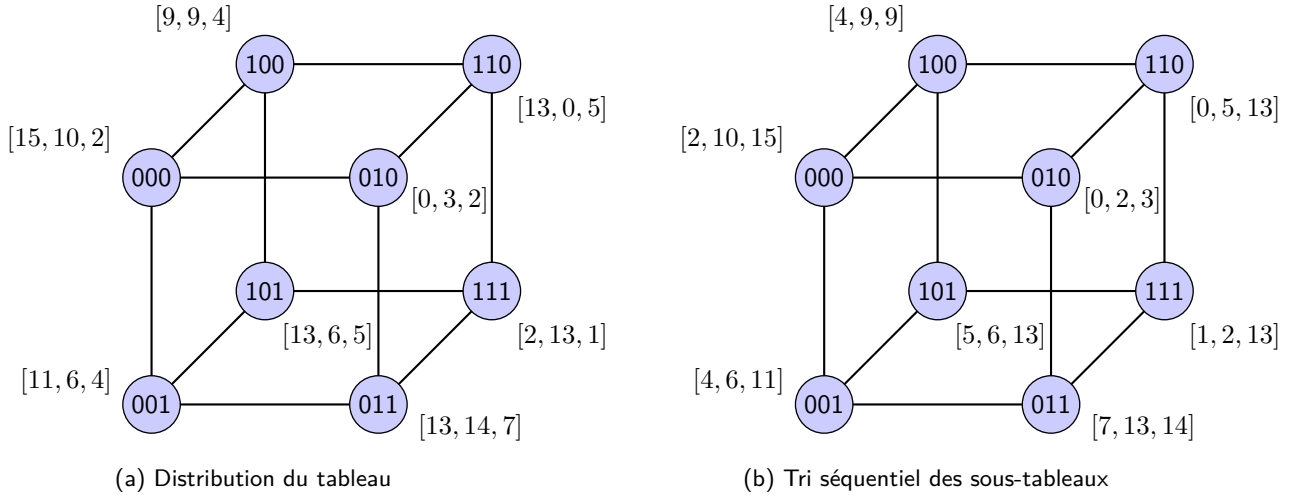 [9, 9, 4]
100
110
[13, 0, 5]
[15, 10, 2]
000
010
[0, 3, 2]
101
111
[13, 6, 5]
[2, 13, 1]
[11, 6, 4]
001
011
[13, 14, 7]
(a) Distribution du tableau
[4, 9, 9]
100
110
[0, 5, 13]
[2, 10, 15]
000
010
[0, 2, 3]
101
111
[5, 6, 13]
[1, 2, 13]
[4, 6, 11]
001
011
[7, 13, 14]
(b) Tri séquentiel des sous-tableaux